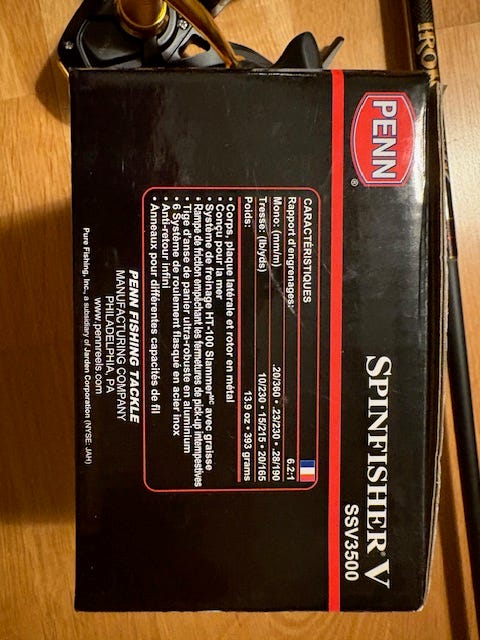 PENN®
SPINFISHER® V
SSV3500
CARACTÉRISTIQUES
Rapport d'engrenages: 6.2:1
Mono: (mm/m) .20/360 • .23/230 • .28/190
Tresse: (lb/yds) 10/230 • 15/215 • 20/165
Poids: 13.9 oz • 393 grams
• Corps, plaque latérale et rotor en métal
• Conçu pour la mer
• Système de freinage HT-100 Slammer MC avec graisse
• Rampe de friction empêchant les fermetures de pick-up intempestives
• Tige d'anse de panier ultra-robuste en aluminium
• 6 Système de roulement flasqué en acier inox
• Anti-retour infini
• Anneaux pour différentes capacités de fil
PENN FISHING TACKLE
MANUFACTURING COMPANY
PHILADELPHIA, PA
www.pennreels.com
Pure Fishing, Inc., a subsidiary of Jarden Corporation (NYSE: JAH)